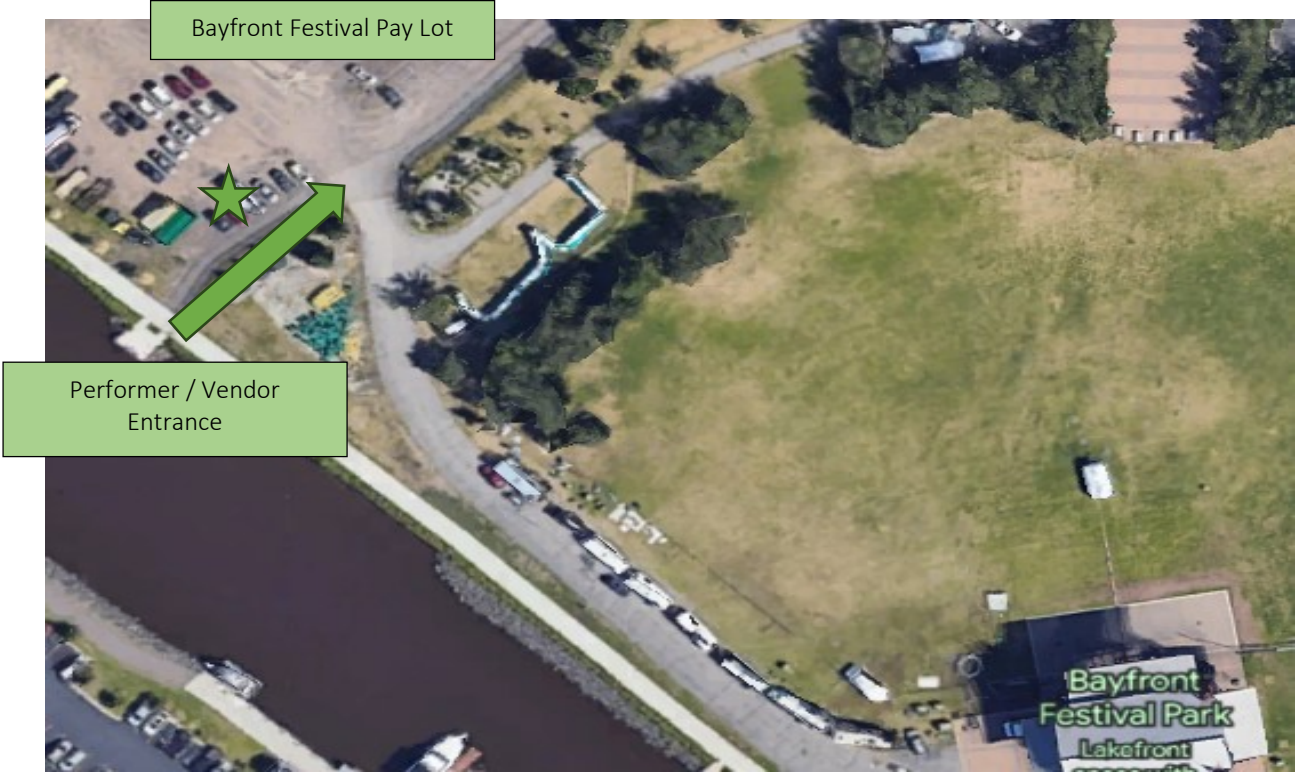 Bayfront Festival Pay Lot
Performer / Vendor
Entrance
Bayfront
Festival Park
Lakefront